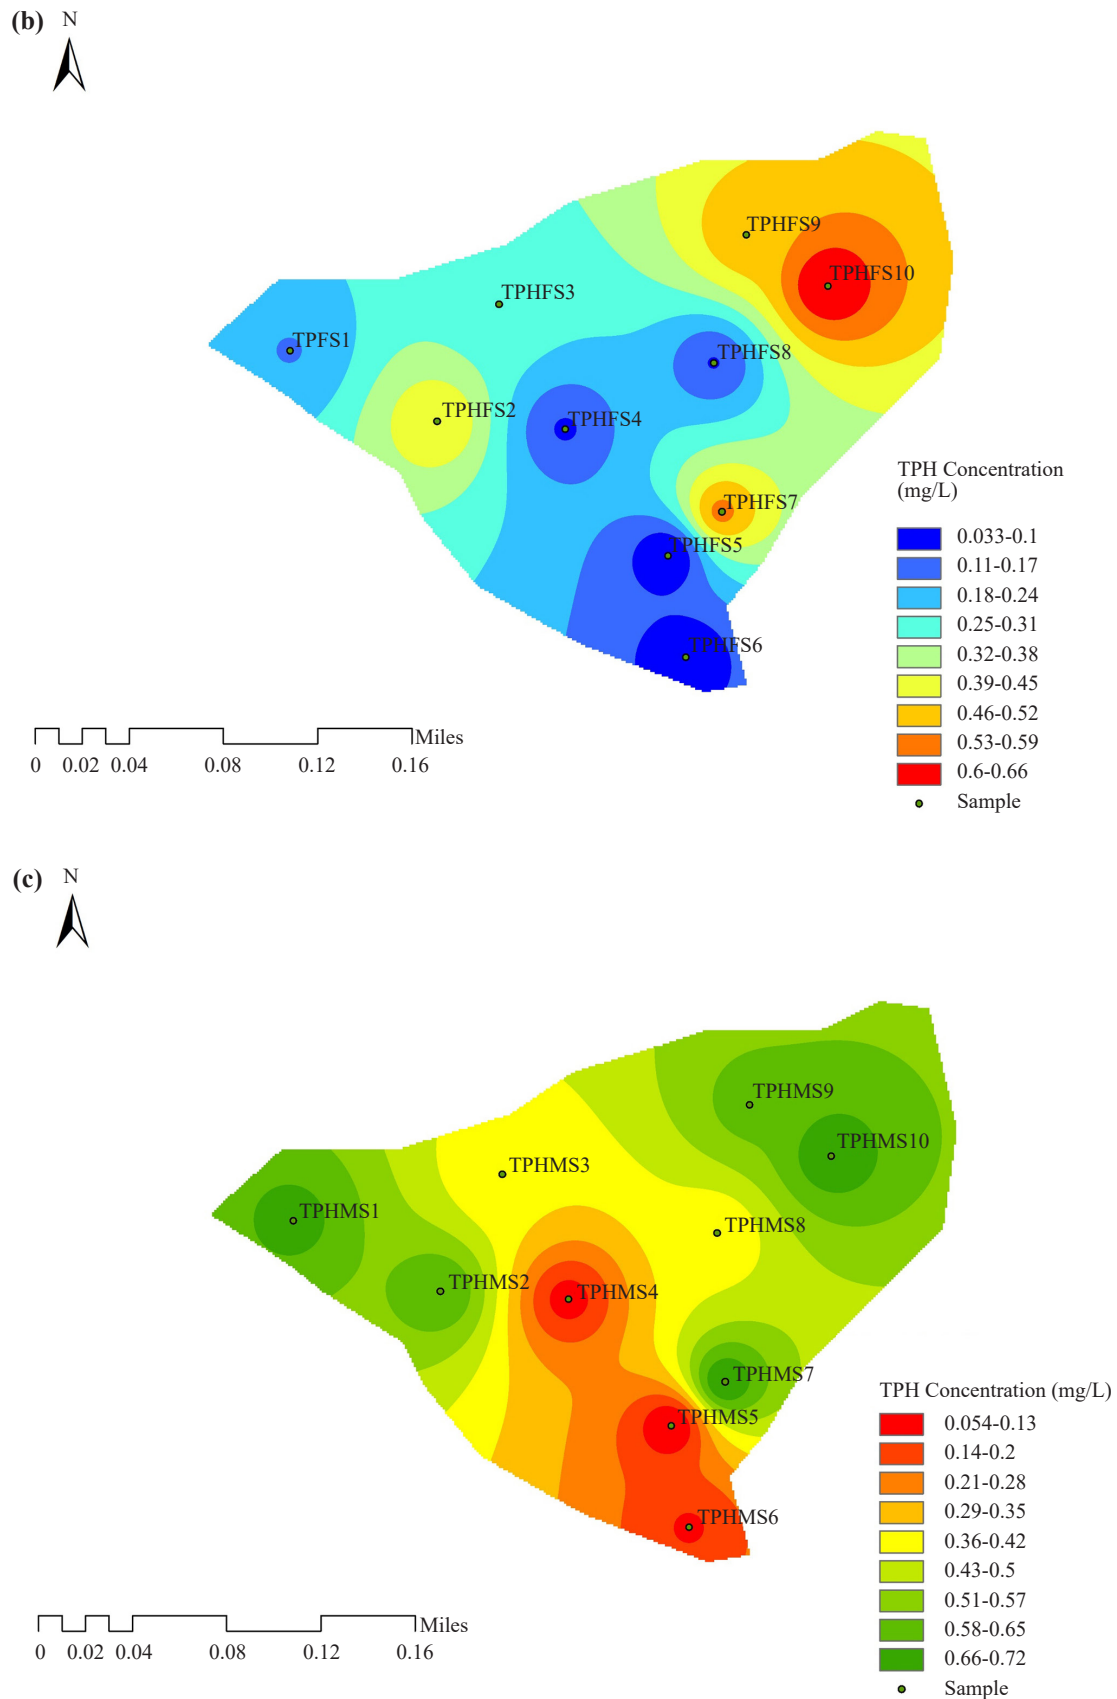 (b)
N
TPHFS9
TPHFS10
TPHFS3
TPFS1
TPHFS8
TPHFS2
TPHFS4
TPHFS7
TPHFS5
TPHFS6
TPH Concentration
(mg/L)
0.033-0.1
0.11-0.17
0.18-0.24
0.25-0.31
0.32-0.38
0.39-0.45
0.46-0.52
0.53-0.59
0.6-0.66
Sample
Miles
0 0.02 0.04 0.08 0.12 0.16
(c)
N
TPHMS9
TPHMS10
TPHMS3
TPHMS1
TPHMS8
TPHMS2
TPHMS4
TPHMS7
TPHMS5
TPHMS6
TPH Concentration (mg/L)
0.054-0.13
0.14-0.2
0.21-0.28
0.29-0.35
0.36-0.42
0.43-0.5
0.51-0.57
0.58-0.65
0.66-0.72
Sample
Miles
0 0.02 0.04 0.08 0.12 0.16